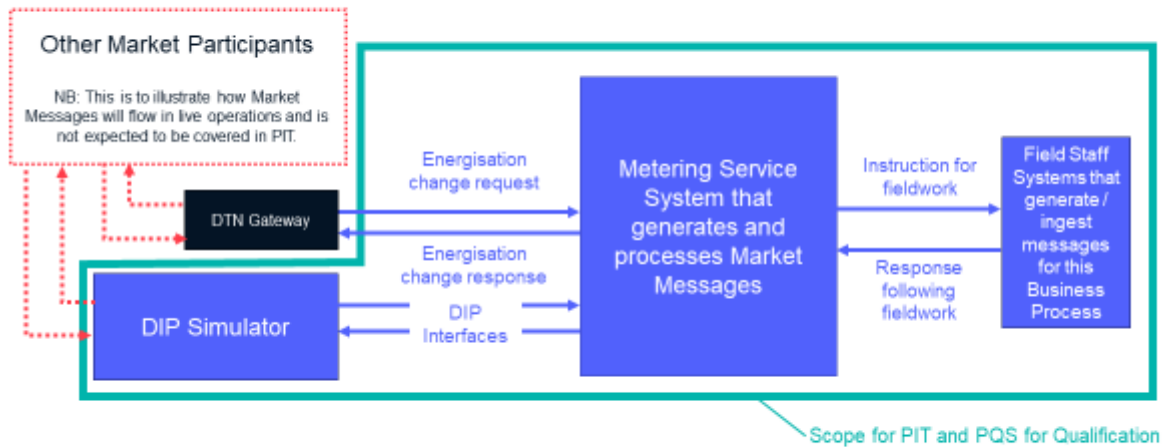 Other Market Participants
NB: This is to illustrate how Market
Messages will flow in live operations and is
not expected to be covered in PIT.
DTN Gateway
Energisation
change request
Energisation
change response
DIP Simulator
DIP
Interfaces
Metering Service
System that
generates and
processes Market
Messages
Instruction for
fieldwork
Response
following
fieldwork
Field Staff
Systems that
generate /
ingest
messages
for this
Business
Process
Scope for PIT and PQS for Qualification